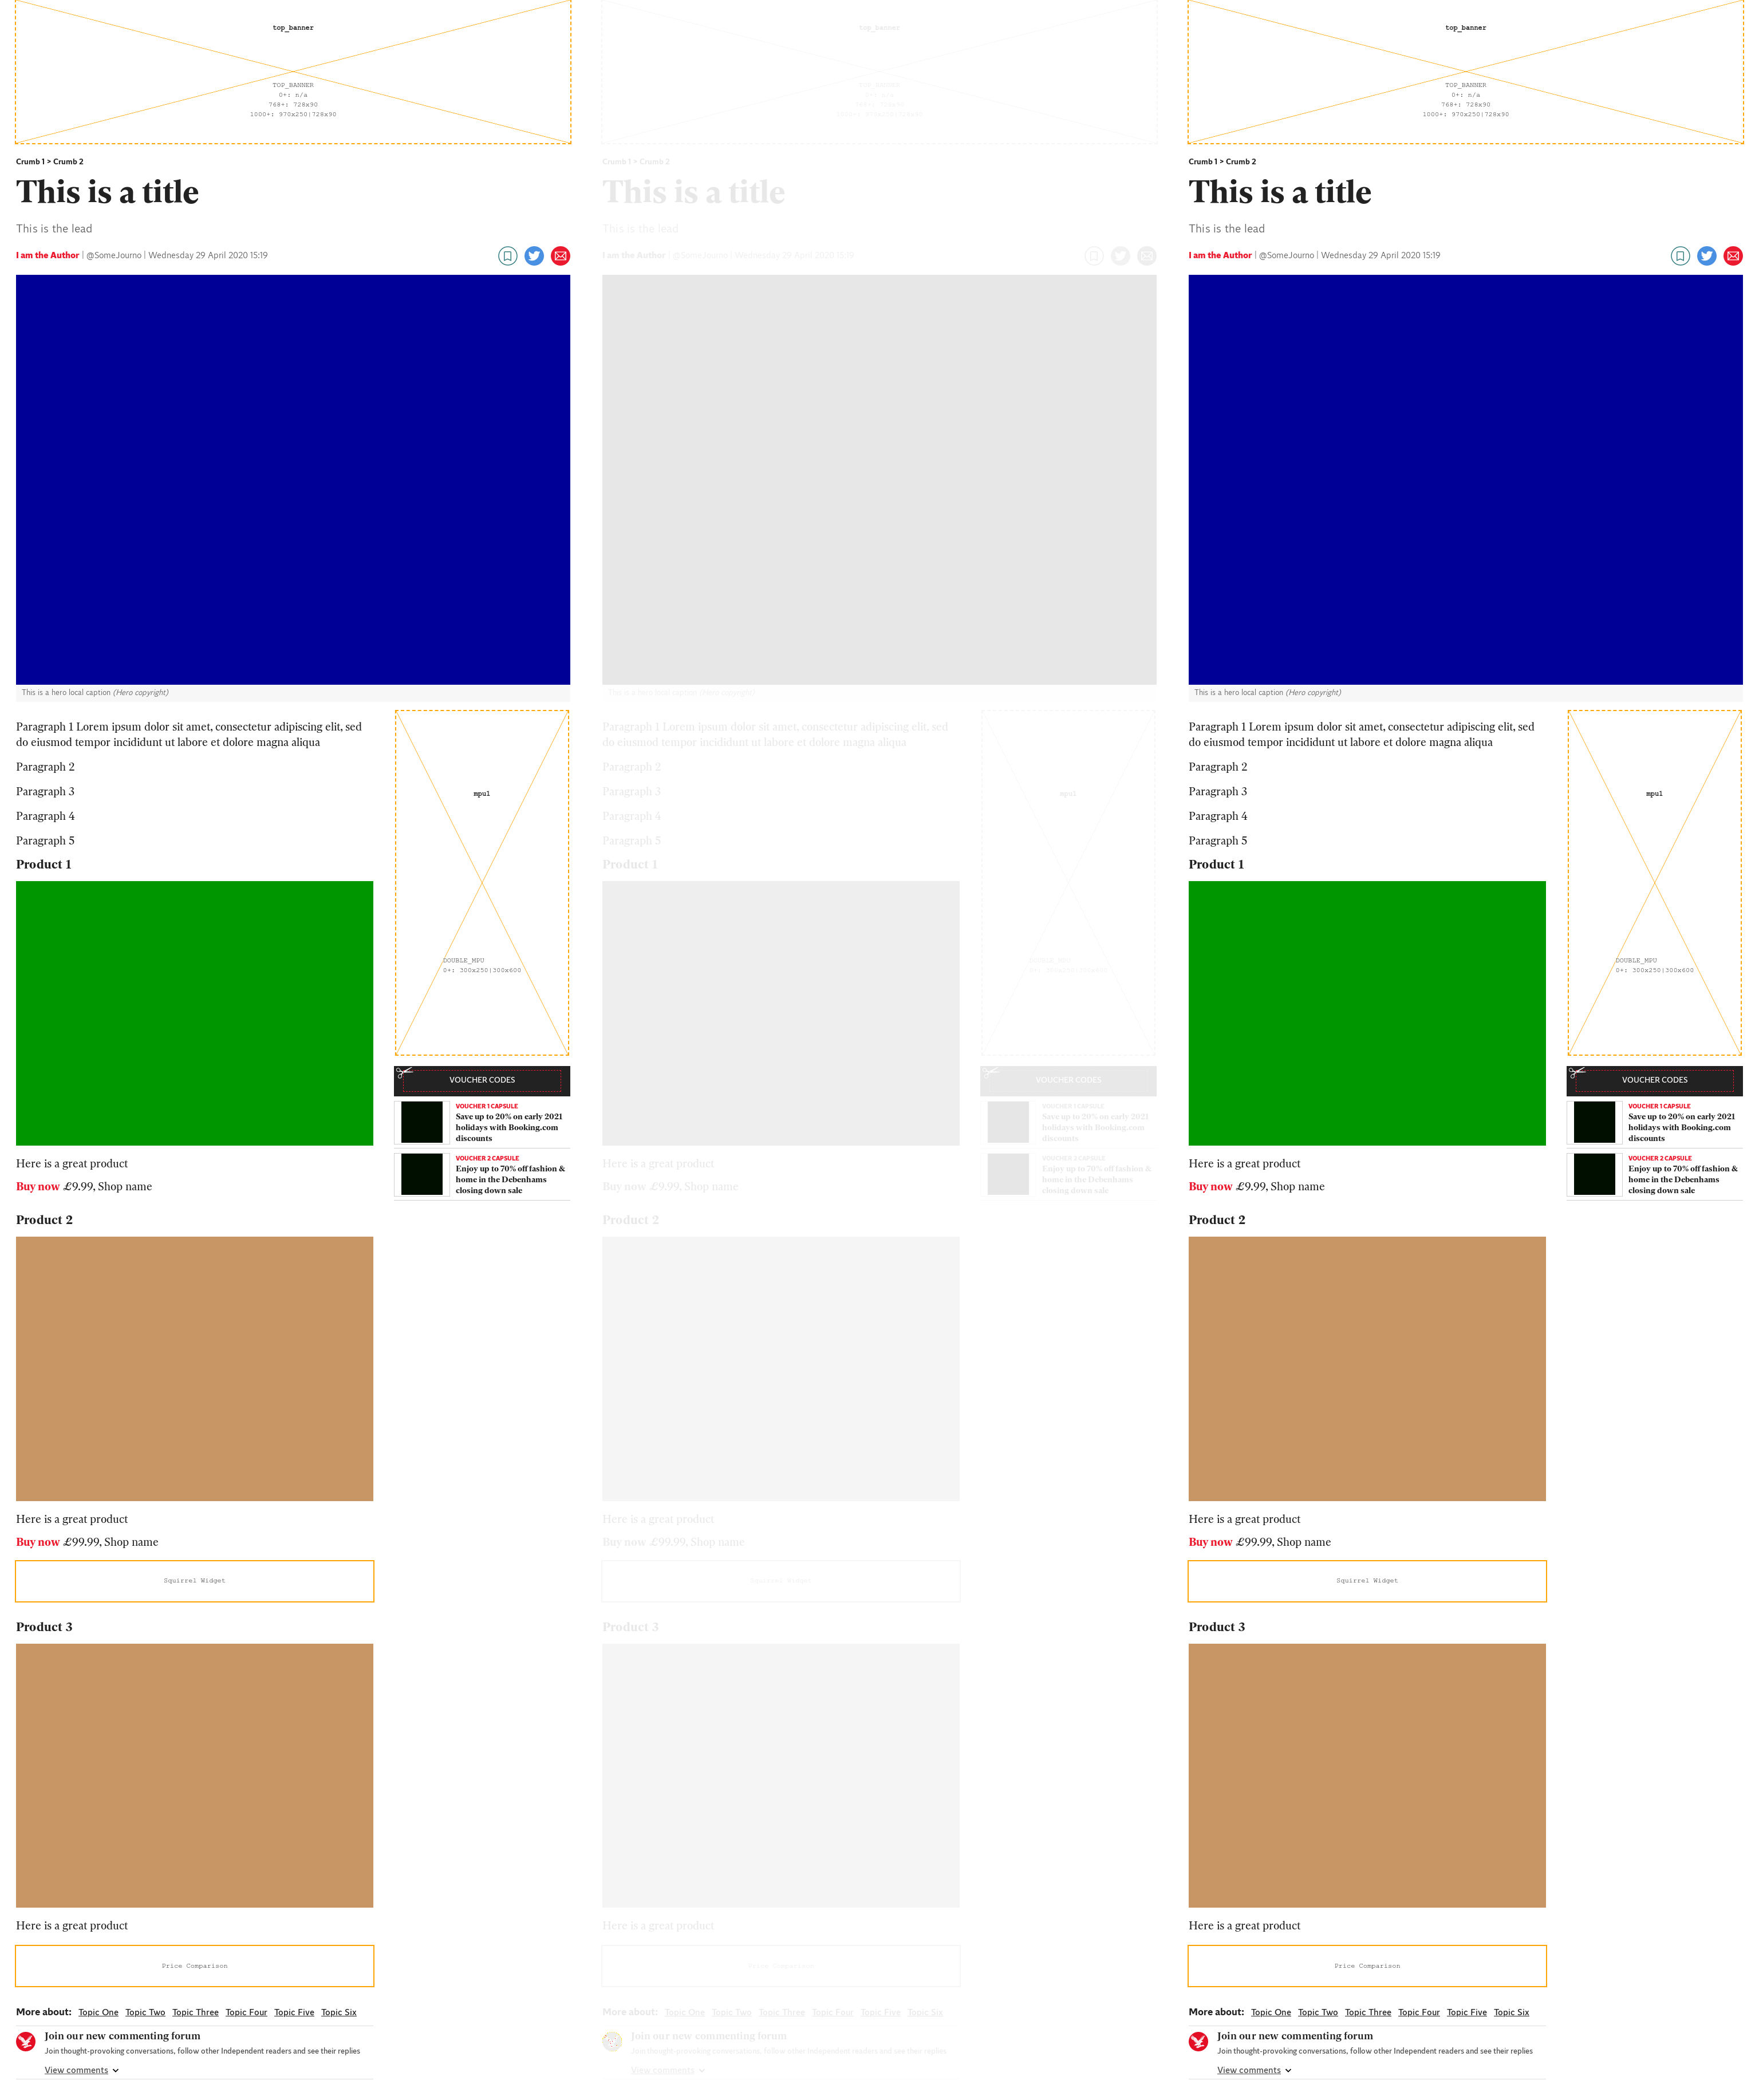 top_banner
TOP_BANNER
0+: n/a
768+: 728x90
1000+: 970x250|728x90
Crumb 1 > Crumb 2
This is a title
This is the lead
I am the Author | @SomeJourno | Wednesday 29 April 2020 15:19
This is a hero local caption (Hero copyright)
Paragraph 1 Lorem ipsum dolor sit amet, consectetur adipiscing elit, sed
do eiusmod tempor incididunt ut labore et dolore magna aliqua
Paragraph 2
Paragraph 3
Paragraph 4
Paragraph 5
Product 1
Here is a great product
Buy now £9.99, Shop name
mpu1
DOUBLE_MPU
0+: 300x250|300x600
VOUCHER CODES
VOUCHER 1 CAPSULE
Save up to 20% on early 2021
holidays with Booking.com
discounts
VOUCHER 2 CAPSULE
Enjoy up to 70% off fashion &
home in the Debenhams
closing down sale
Product 2
Here is a great product
Buy now £99.99, Shop name
Squirrel Widget
Product 3
Here is a great product
Price Comparison
More about: Topic One Topic Two Topic Three Topic Four Topic Five Topic Six
Join our new commenting forum
Join thought-provoking conversations, follow other Independent readers and see their replies
View comments
top_banner
TOP_BANNER
Crumb 1 > Crumb 2
This is a title
This is the lead
I am the Author | @SomeJourno | Wednesday 29 April 2020 15:19
This is a hero local caption (Hero copyright)
Paragraph 1 Lorem ipsum dolor sit amet, consectetur adipiscing elit, sed
do eiusmod tempor incididunt ut labore et dolore magna aliqua
Paragraph 2
Paragraph 3
Paragraph 4
Paragraph 5
Product 1
Here is a great product
Buy now £9.99, Shop name
mpu1
DOUBLE_MPU
VOUCHER CODES
VOUCHER 1 CAPSULE
Save up to 20% on early 2021
holidays with Booking.com
discounts
VOUCHER 2 CAPSULE
Enjoy up to 70% off fashion &
home in the Debenhams
closing down sale
Product 2
Here is a great product
Buy now £99.99, Shop name
Product 3
Here is a great product
More about: Topic One Topic Two Topic Three Topic Four Topic Five Topic Six
Join our new commenting forum
Join thought-provoking conversations, follow other Independent readers and see their replies
View comments
top_banner
TOP_BANNER
0+: n/a
768+: 728x90
1000+: 970x250|728x90
Crumb 1 > Crumb 2
This is a title
This is the lead
I am the Author | @SomeJourno | Wednesday 29 April 2020 15:19
This is a hero local caption (Hero copyright)
Paragraph 1 Lorem ipsum dolor sit amet, consectetur adipiscing elit, sed
do eiusmod tempor incididunt ut labore et dolore magna aliqua
Paragraph 2
Paragraph 3
Paragraph 4
Paragraph 5
Product 1
Here is a great product
Buy now £9.99, Shop name
mpu1
DOUBLE_MPU
0+: 300x250|300x600
VOUCHER CODES
VOUCHER 1 CAPSULE
Save up to 20% on early 2021
holidays with Booking.com
discounts
VOUCHER 2 CAPSULE
Enjoy up to 70% off fashion &
home in the Debenhams
closing down sale
Product 2
Here is a great product
Buy now £99.99, Shop name
Squirrel Widget
Product 3
Here is a great product
Price Comparison
More about: Topic One Topic Two Topic Three Topic Four Topic Five Topic Six
Join our new commenting forum
Join thought-provoking conversations, follow other Independent readers and see their replies
View comments